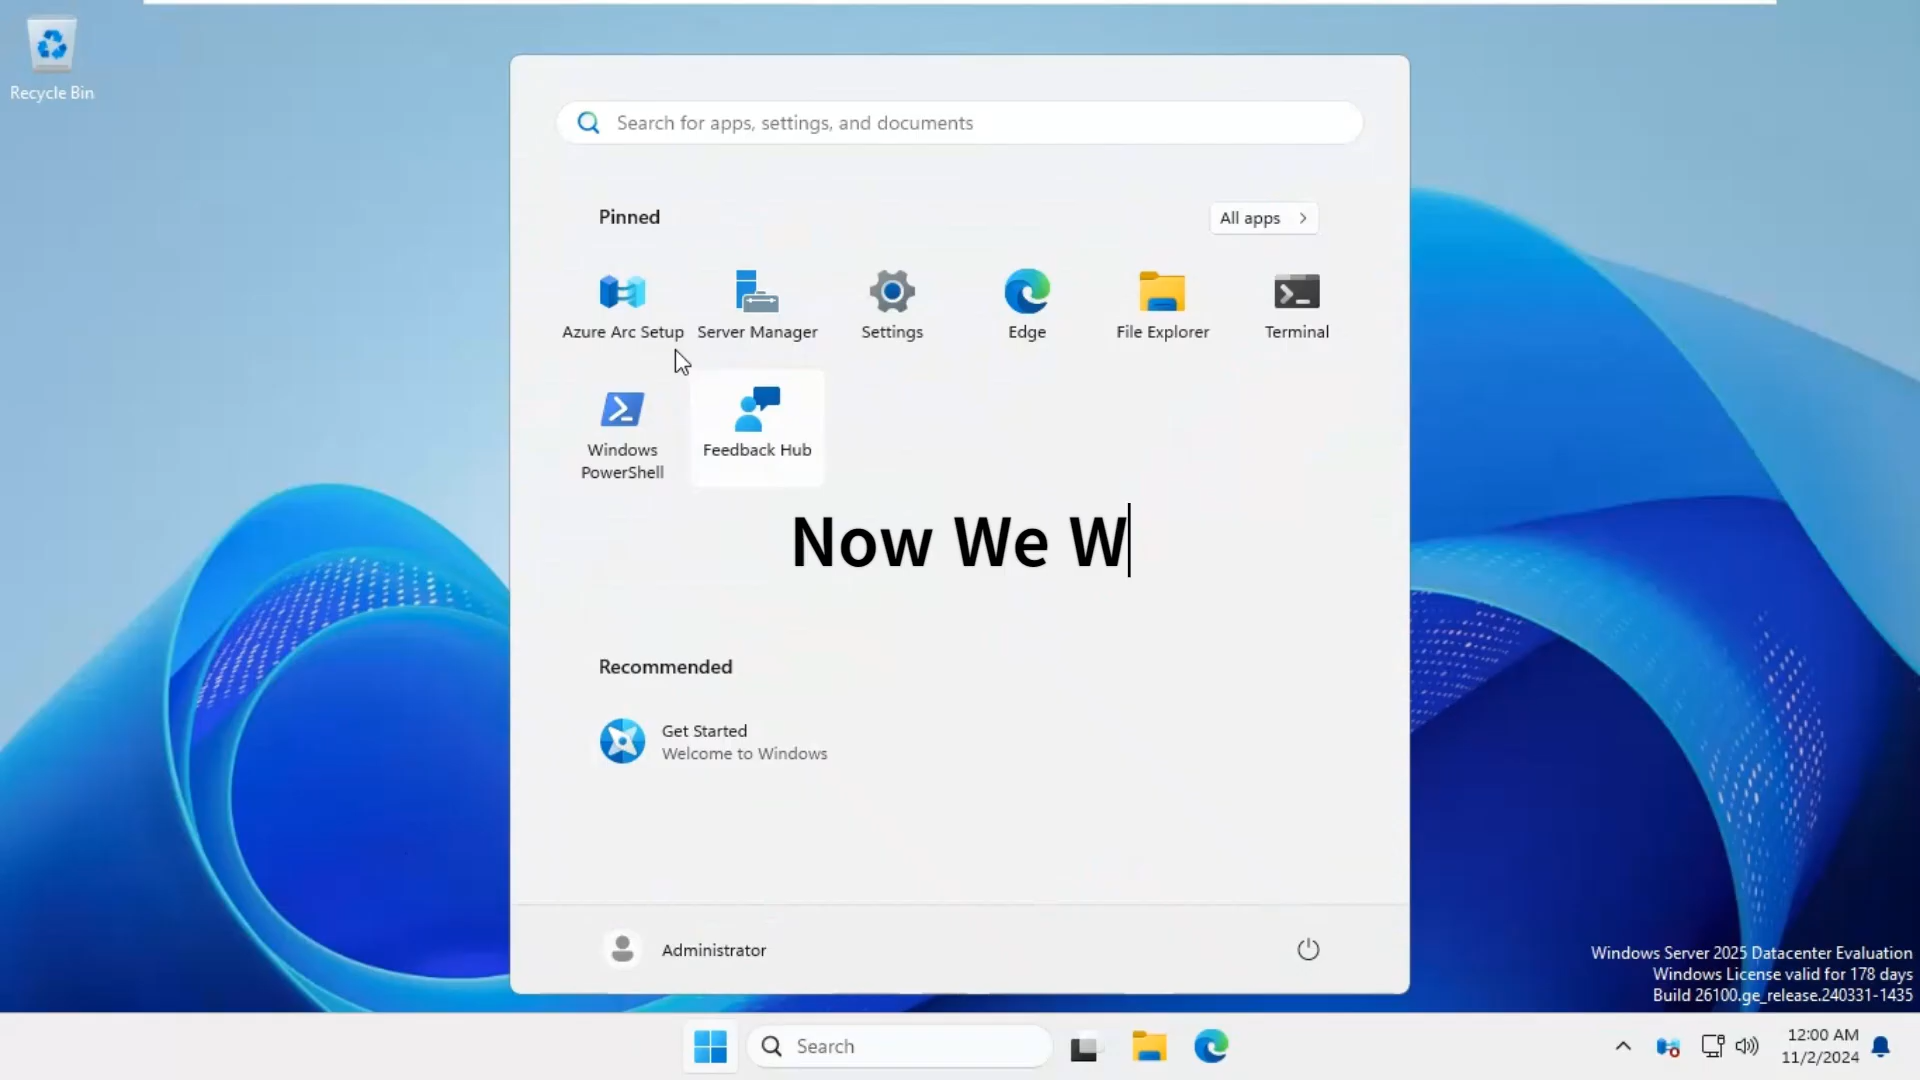 Recycle Bin
Search for apps, settings, and documents
Pinned
All apps
Azure Arc Setup
Server Manager
Settings
Edge
File Explorer
Terminal
Windows
PowerShell
Feedback Hub
Now We W
Recommended
Get Started
Welcome to Windows
Administrator
Windows Server 2025 Datacenter Evaluation
Windows License valid for 178 days
Build 26100.ge_release.240331-1435
Search
12:00 AM
11/2/2024